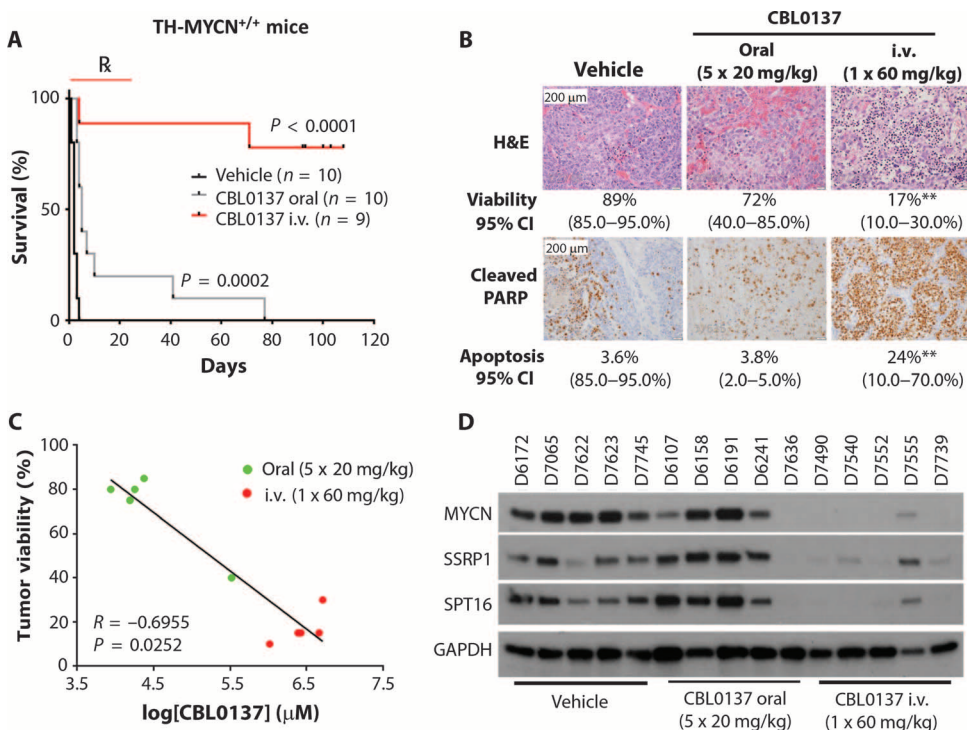 A
TH-MYCN+/+ mice
℞
Survival (%)
100
50
0
P < 0.0001
Vehicle (n = 10)
CBL0137 oral (n = 10)
CBL0137 i.v. (n = 9)
P = 0.0002
0 20 40 60 80 100 120
Days
B
CBL0137
Vehicle
Oral
(5 x 20 mg/kg)
i.v.
(1 x 60 mg/kg)
H&E
200 µm
Viability 89% 72% 17%**
95% CI (85.0–95.0%) (40.0–85.0%) (10.0–30.0%)
Cleaved
PARP
200 µm
Apoptosis 3.6% 3.8% 24%**
95% CI (85.0–95.0%) (2.0–5.0%) (10.0–70.0%)
C
Tumor viability (%)
100
80
60
40
20
0
Oral (5 x 20 mg/kg)
i.v. (1 x 60 mg/kg)
R = –0.6955
P = 0.0252
3.5 4.5 5.5 6.5 7.5
log[CBL0137] (µM)
D
D6172 D7065 D7622 D7623 D7745 D6107 D6158 D6191 D6241 D7636 D7490 D7540 D7552 D7555 D7739
MYCN
SSRP1
SPT16
GAPDH
Vehicle
CBL0137 oral
(5 x 20 mg/kg)
CBL0137 i.v.
(1 x 60 mg/kg)